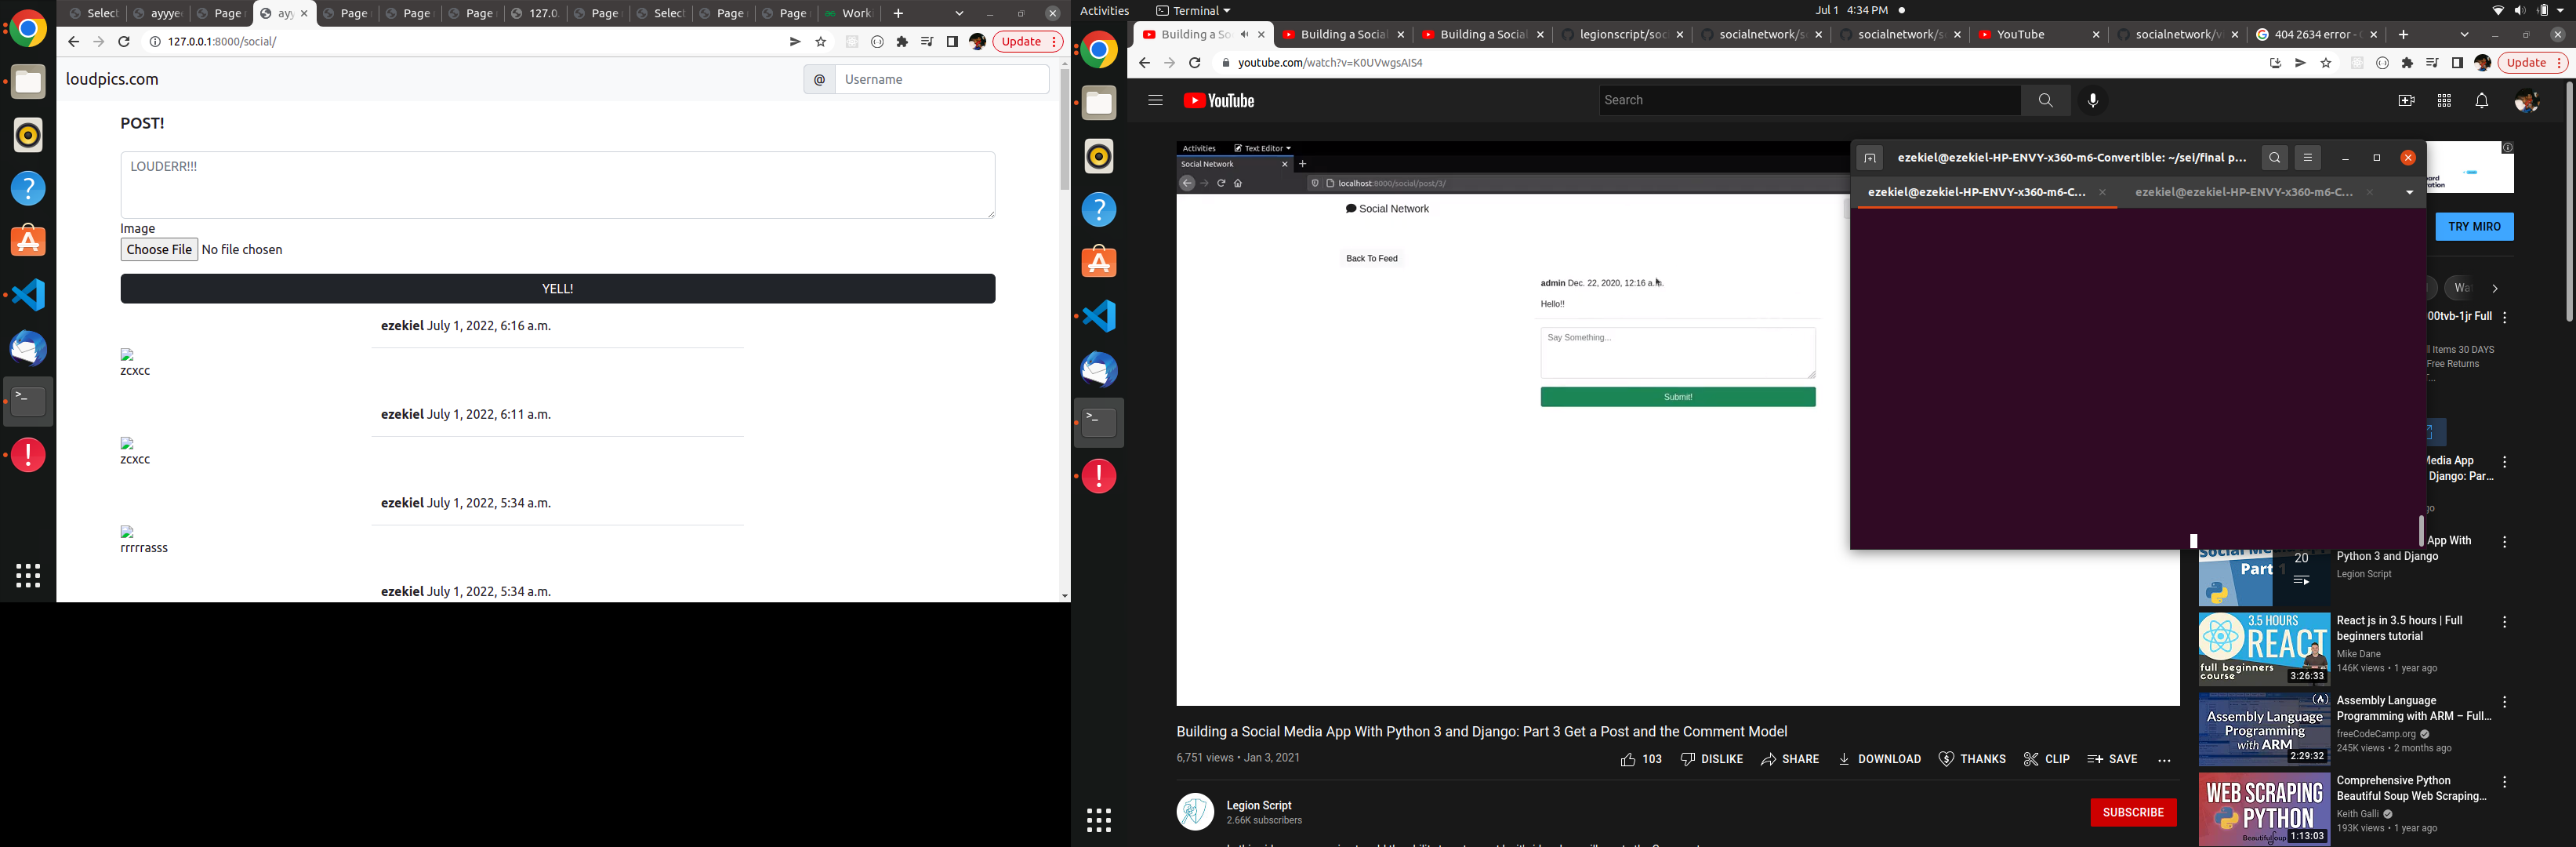 Select
ayyye
Page
ayy
Page
Page
Page
127.0.
Page
Select
Page
Page
Work
127.0.0.1:8000/social/
Update
loudpics.com
@ Username
POST!
LOUDERR!!!
Image
Choose File No file chosen
YELL!
ezekiel July 1, 2022, 6:16 a.m.
zcxcc
ezekiel July 1, 2022, 6:11 a.m.
zcxcc
ezekiel July 1, 2022, 5:34 a.m.
rrrrrasss
ezekiel July 1, 2022, 5:34 a.m.
Activities Terminal Jul 1 4:34 PM
Building a So
Building a Social
Building a Social
legionscript/soc
socialnetwork/s
socialnetwork/s
YouTube
socialnetwork/v
404 2634 error -
youtube.com/watch?v=K0UVwgsAIS4
Update
YouTube
Search
Activities Text Editor
Social Network
localhost:8000/social/post/3/
Social Network
Back To Feed
admin Dec. 22, 2020, 12:16 a.m.
Hello!!
Say Something...
Submit!
ezekiel@ezekiel-HP-ENVY-x360-m6-Convertible: ~/sei/final p...
ezekiel@ezekiel-HP-ENVY-x360-m6-C...
ezekiel@ezekiel-HP-ENVY-x360-m6-C...
TRY MIRO
Wa
00tvb-1jr Full
l Items 30 DAYS
Free Returns
Media App
Django: Par...
App With
Python 3 and Django
Legion Script
Part 1
20
React js in 3.5 hours | Full
beginners tutorial
Mike Dane
146K views • 1 year ago
3.5 HOURS
REACT
full beginners
course
3:26:33
Assembly Language
Programming with ARM – Full...
freeCodeCamp.org
245K views • 2 months ago
Assembly Language
Programming
with ARM
2:29:32
Comprehensive Python
Beautiful Soup Web Scraping...
Keith Galli
193K views • 1 year ago
WEB SCRAPING
PYTHON
1:13:03
Building a Social Media App With Python 3 and Django: Part 3 Get a Post and the Comment Model
6,751 views • Jan 3, 2021
103 DISLIKE SHARE DOWNLOAD THANKS CLIP SAVE
Legion Script
2.66K subscribers
SUBSCRIBE